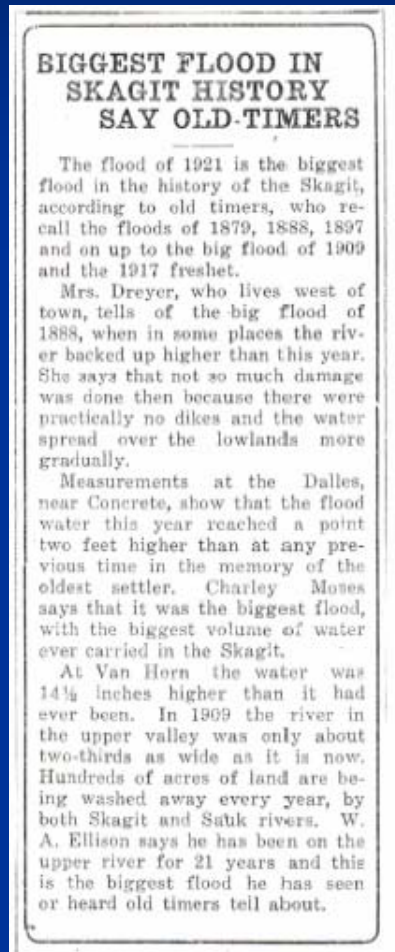 BIGGEST FLOOD IN
SKAGIT HISTORY
SAY OLD-TIMERS
The flood of 1921 is the biggest
flood in the history of the Skagit,
according to old timers, who re-
call the floods of 1879, 1888, 1897
and on up to the big flood of 1909
and the 1917 freshet.
Mrs. Dreyer, who lives west of
town, tells of the big flood of
1888, when in some places the riv-
er backed up higher than this year.
She says that not so much damage
was done then because there were
practically no dikes and the water
spread over the lowlands more
gradually.
Measurements at the Dalles,
near Concrete, show that the flood
water this year reached a point
two feet higher than at any pre-
vious time in the memory of the
oldest settler. Charley Moses
says that it was the biggest flood,
with the biggest volume of water
ever carried in the Skagit.
At Van Horn the water was
14½ inches higher than it had
ever been. In 1909 the river in
the upper valley was only about
two-thirds as wide as it is now.
Hundreds of acres of land are be-
ing washed away every year, by
both Skagit and Sauk rivers. W.
A. Ellison says he has been on the
upper river for 21 years and this
is the biggest flood he has seen
or heard old timers tell about.